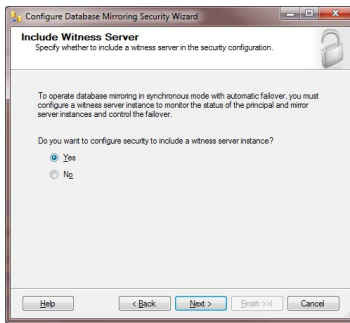 Configure Database Mirroring Security Wizard
Include Witness Server
Specify whether to include a witness server in the security configuration.
To operate database mirroring in synchronous mode with automatic failover, you must
configure a witness server instance to monitor the status of the principal and mirror
server instances and control the failover.
Do you want to configure security to include a witness server instance?
Yes
No
Help
< Back
Next >
Finish >>|
Cancel